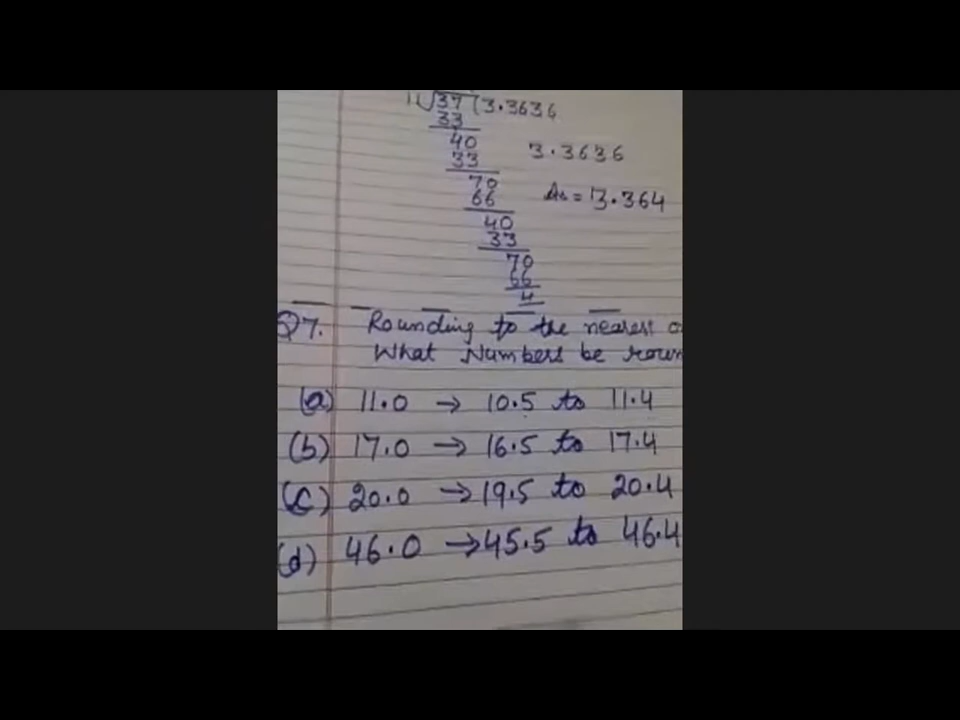 11√37(3.3636
33
40
33
3.3636
70
66
Ans = 3.364
40
33
70
66
4
Q7. Rounding to the nearest
What Numbers be
(a) 11.0 → 10.5 to 11.4
(b) 17.0 → 16.5 to 17.4
(c) 20.0 → 19.5 to 20.4
(d) 46.0 → 45.5 to 46.4